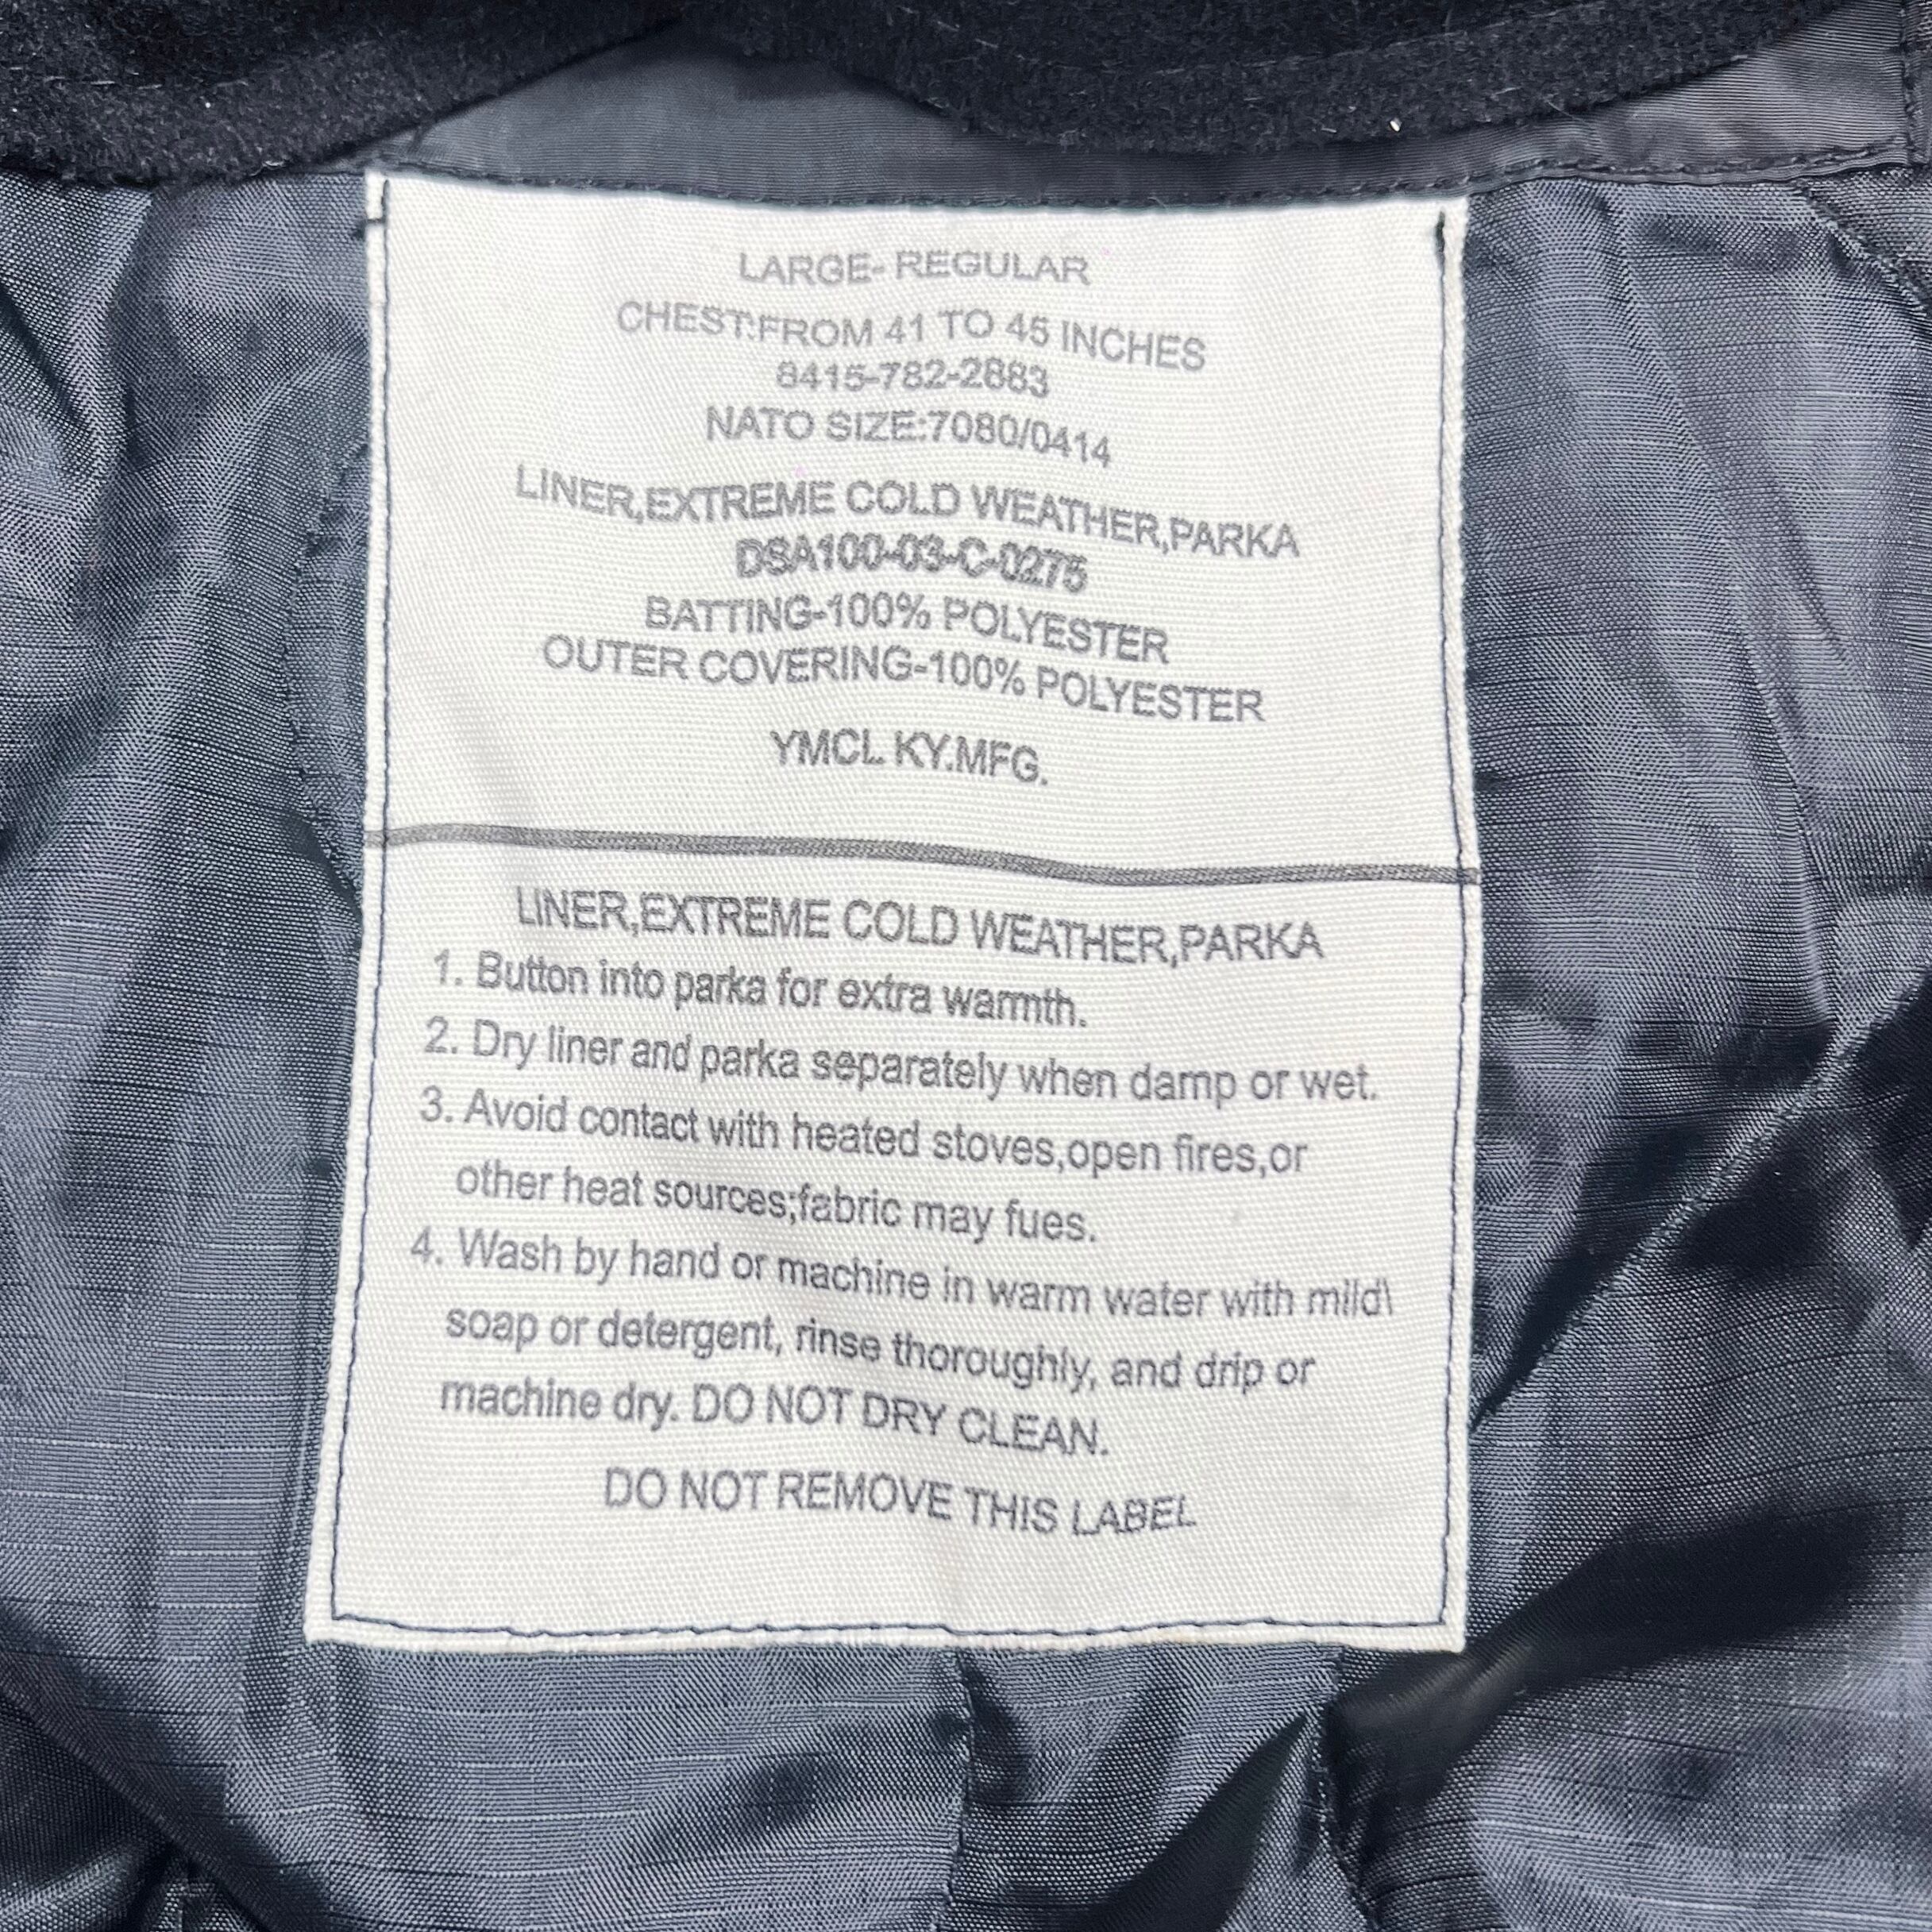 LARGE- REGULAR
CHEST:FROM 41 TO 45 INCHES
8415-782-2883
NATO SIZE:7080/0414
LINER,EXTREME COLD WEATHER,PARKA
DSA100-03-C-0275
BATTING-100% POLYESTER
OUTER COVERING-100% POLYESTER
YMCL KY.MFG.
LINER,EXTREME COLD WEATHER,PARKA
1. Button into parka for extra warmth.
2. Dry liner and parka separately when damp or wet.
3. Avoid contact with heated stoves,open fires,or
other heat sources;fabric may fues.
4. Wash by hand or machine in warm water with mild\
soap or detergent, rinse thoroughly, and drip or
machine dry. DO NOT DRY CLEAN.
DO NOT REMOVE THIS LABEL